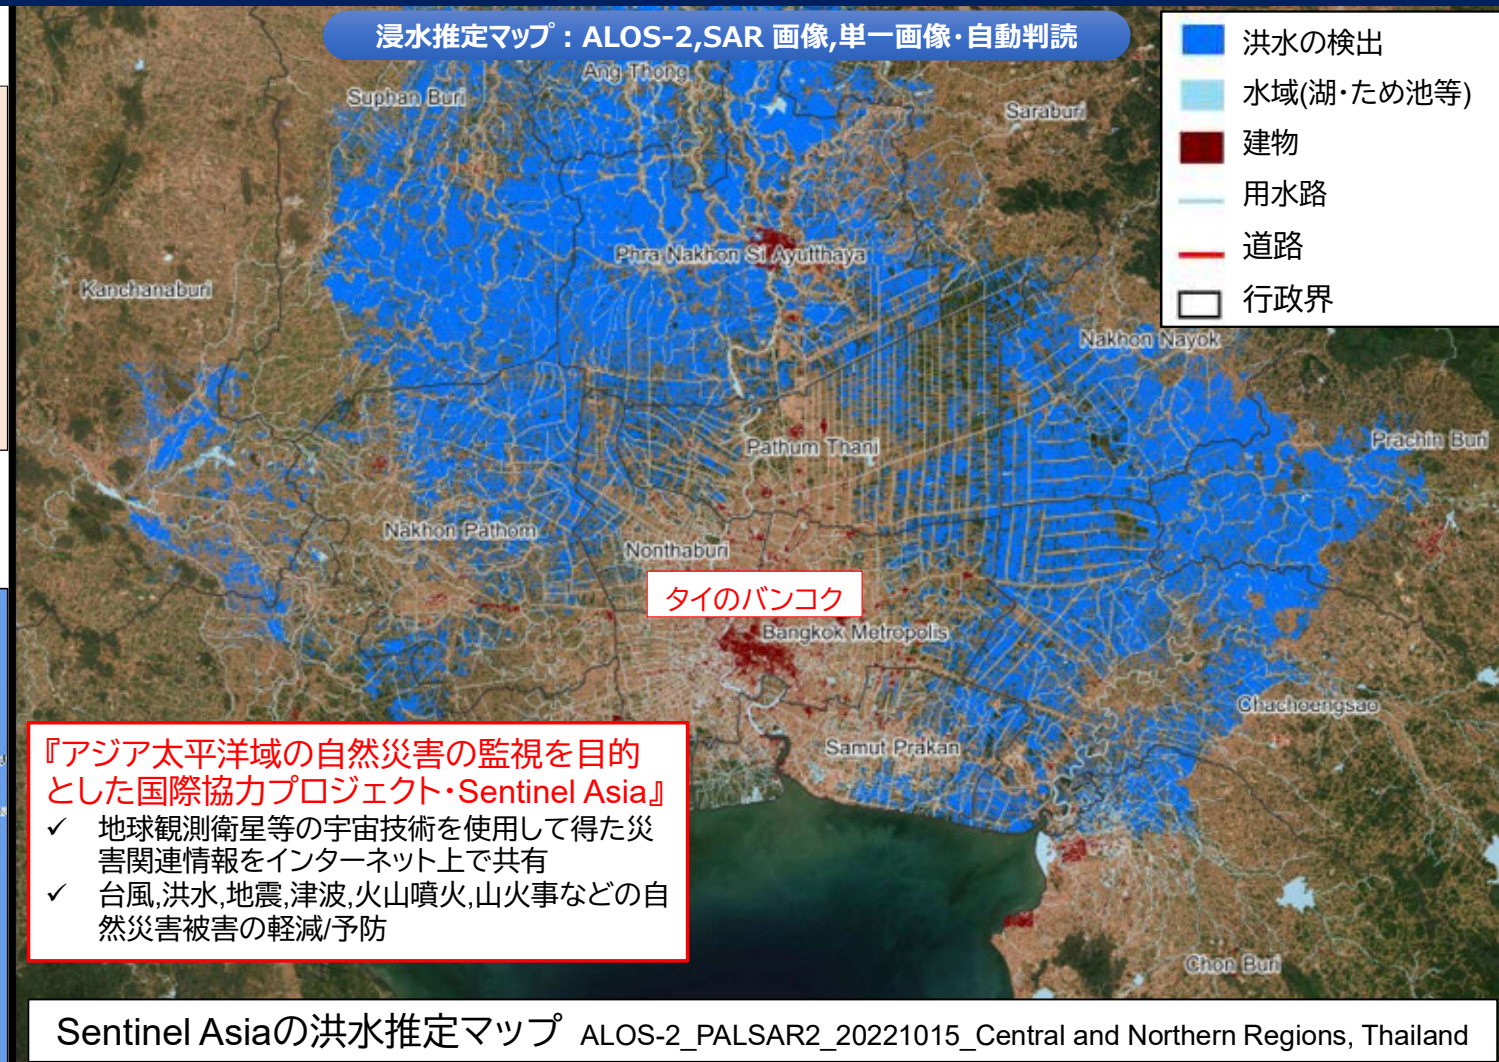 浸水推定マップ：ALOS-2,SAR 画像,単一画像・自動判読
洪水の検出
水域(湖・ため池等)
建物
用水路
道路
行政界
Ang Thong
Suphan Buri
Saraburi
Phra Nakhon Si Ayutthaya
Kanchanaburi
Nakhon Nayok
Pathum Thani
Prachin Buri
Nakhon Pathom
Nonthaburi
タイのバンコク
Bangkok Metropolis
Chachoengsao
Samut Prakan
Chon Buri
『アジア太平洋域の自然災害の監視を目的
とした国際協力プロジェクト・Sentinel Asia』
✓ 地球観測衛星等の宇宙技術を使用して得た災
害関連情報をインターネット上で共有
✓ 台風,洪水,地震,津波,火山噴火,山火事などの自
然災害被害の軽減/予防
Sentinel Asiaの洪水推定マップ ALOS-2_PALSAR2_20221015_Central and Northern Regions, Thailand